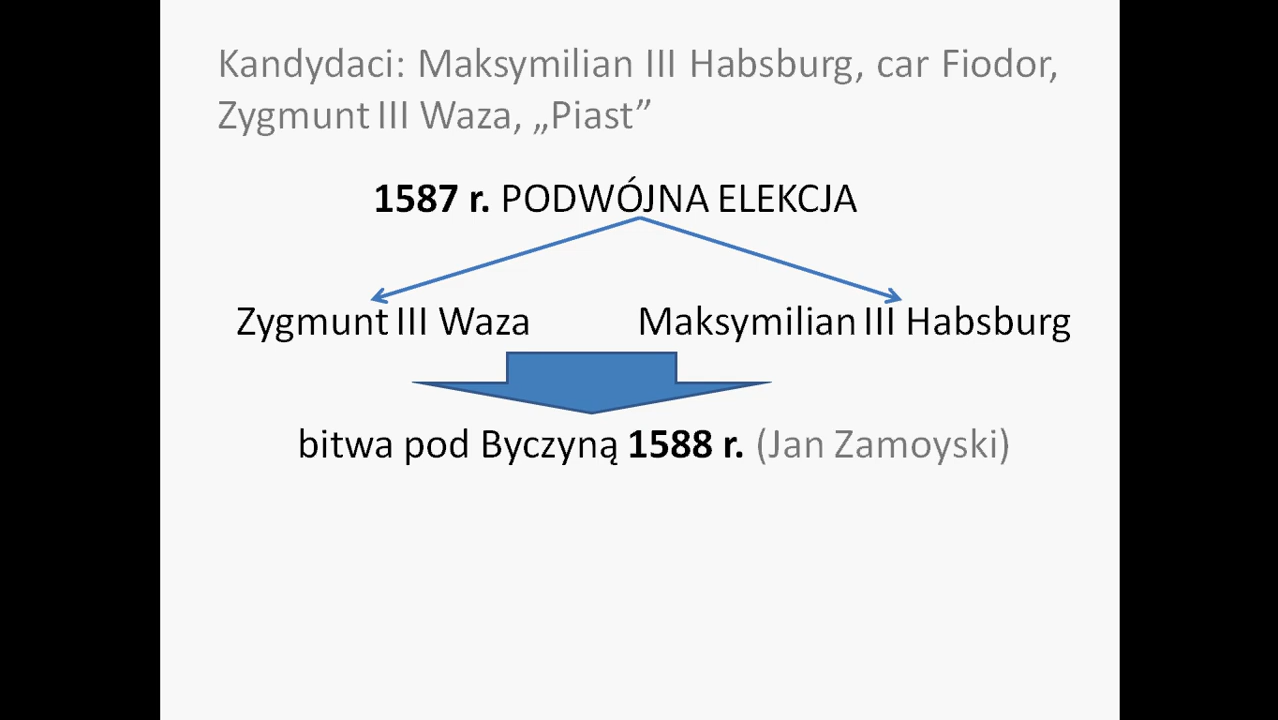 Kandydaci: Maksymilian III Habsburg, car Fiodor,
Zygmunt III Waza, „Piast”
1587 r. PODWÓJNA ELEKCJA
Zygmunt III Waza
Maksymilian III Habsburg
bitwa pod Byczyną 1588 r. (Jan Zamoyski)